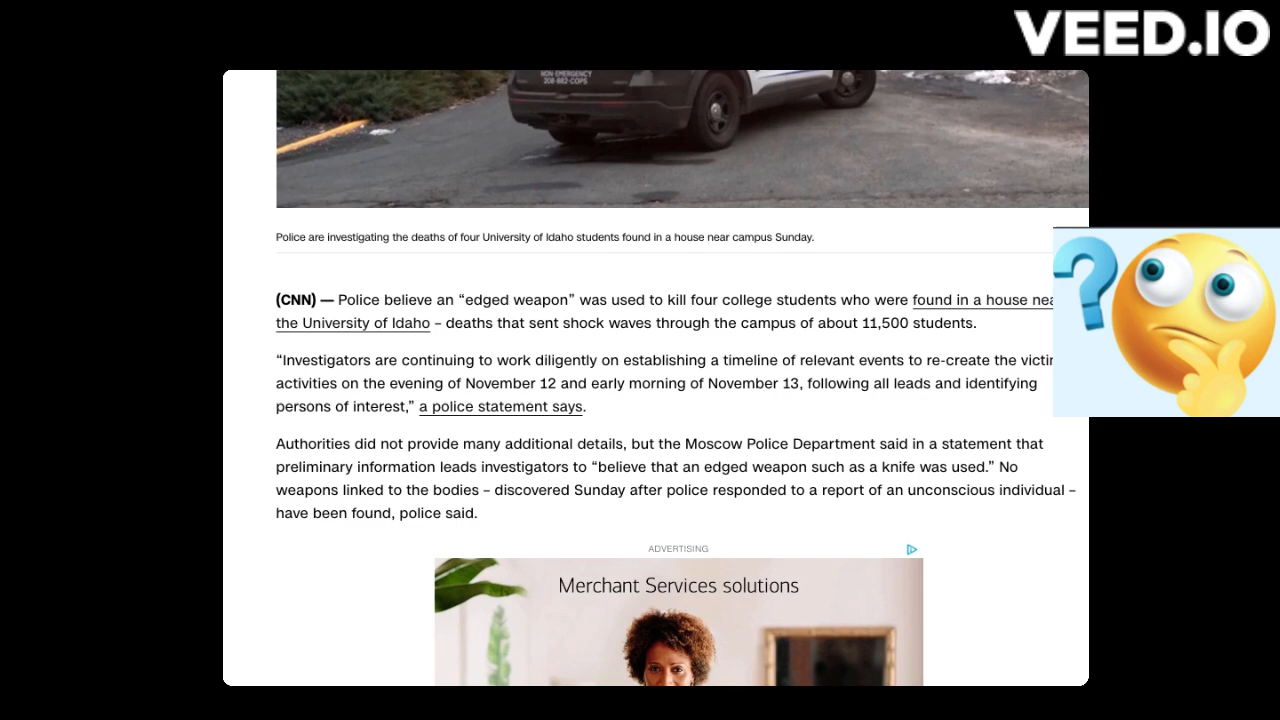 VEED.IO
NON-EMERGENCY
208-882-COPS
Police are investigating the deaths of four University of Idaho students found in a house near campus Sunday.
(CNN) — Police believe an “edged weapon” was used to kill four college students who were found in a house
the University of Idaho – deaths that sent shock waves through the campus of about 11,500 students.
“Investigators are continuing to work diligently on establishing a timeline of relevant events to re-create the
activities on the evening of November 12 and early morning of November 13, following all leads and identifying
persons of interest,” a police statement says.
Authorities did not provide many additional details, but the Moscow Police Department said in a statement that
preliminary information leads investigators to “believe that an edged weapon such as a knife was used.” No
weapons linked to the bodies – discovered Sunday after police responded to a report of an unconscious individual –
have been found, police said.
ADVERTISING
Merchant Services solutions